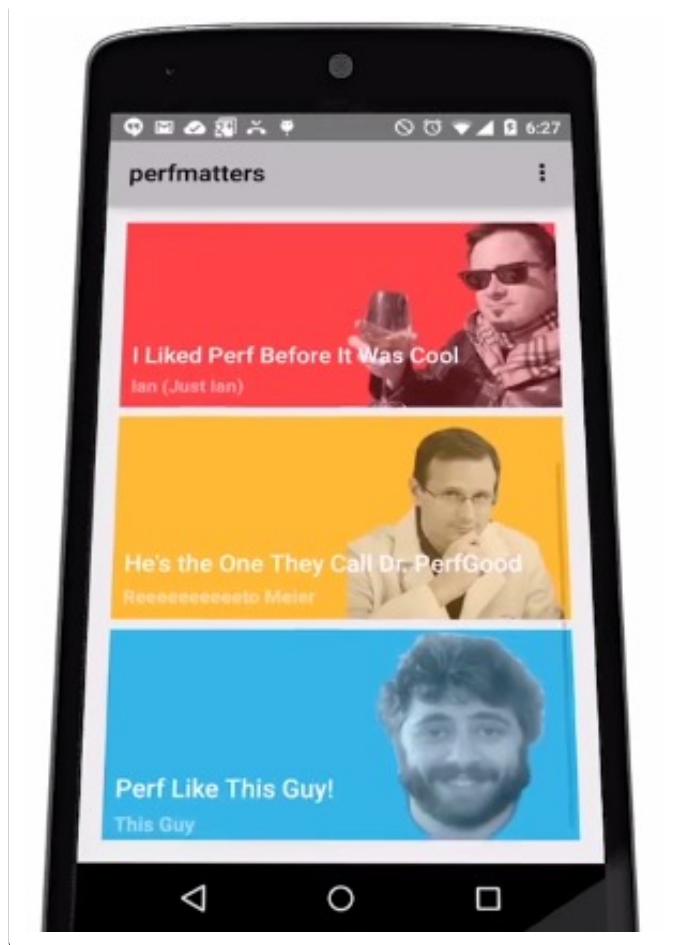 6:27
perfmatters
I Liked Perf Before It Was Cool
Ian (Just Ian)
He's the One They Call Dr. PerfGood
Reeeeeeeeeeto Meier
Perf Like This Guy!
This Guy